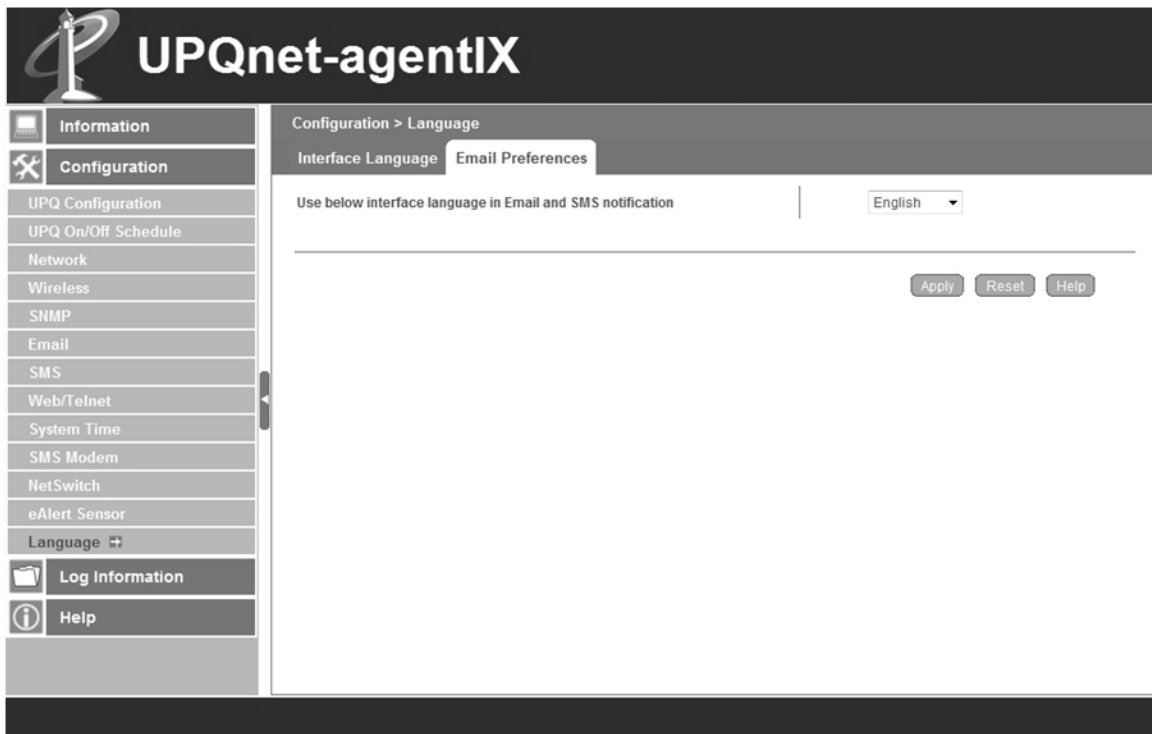 UPQnet-agentIX
Information
Configuration
UPQ Configuration
UPQ On/Off Schedule
Network
Wireless
SNMP
Email
SMS
Web/Telnet
System Time
SMS Modem
NetSwitch
eAlert Sensor
Language
Log Information
Help
Configuration > Language
Interface Language
Email Preferences
Use below interface language in Email and SMS notification
English
Apply
Reset
Help